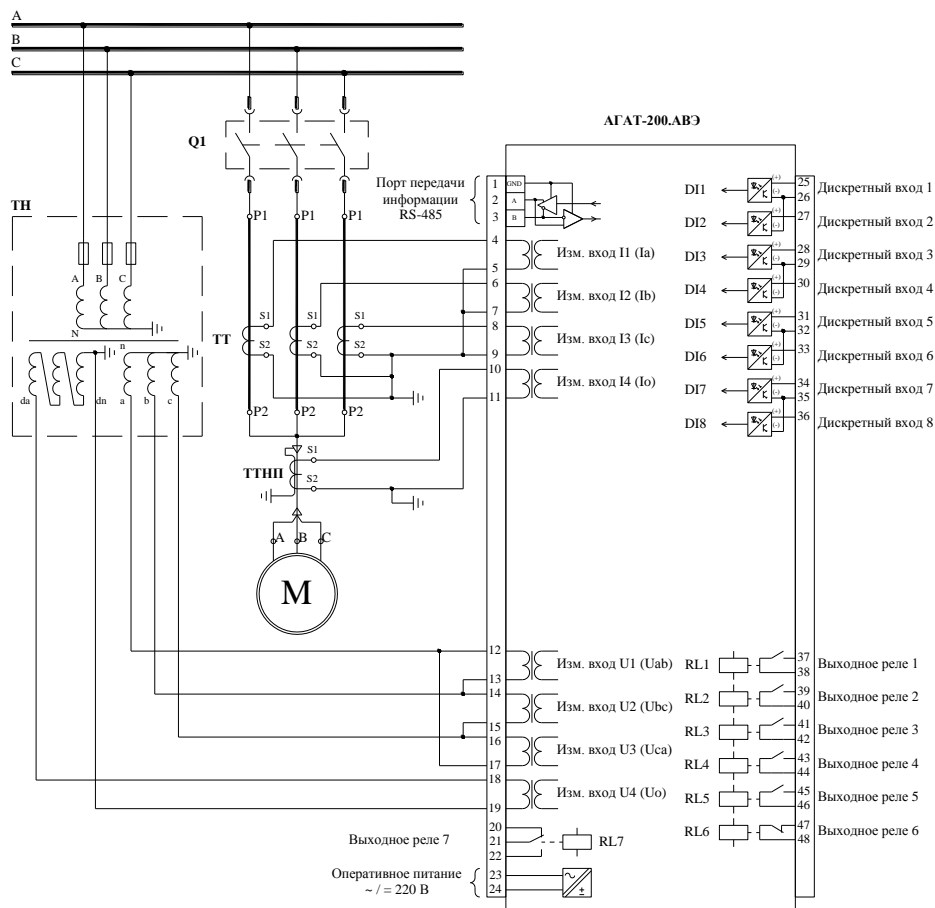 A
B
C
Q1
ТН
A
B
C
N
n
da
dn
a
b
c
P1
P1
P1
S1
S1
S1
ТТ
S2
S2
S2
P2
P2
P2
ТТНП
S1
S2
A
B
C
M
АГАТ-200.АВЭ
Порт передачи
информации
RS-485
1
GND
2
A
3
B
4
Изм. вход I1 (Ia)
5
6
Изм. вход I2 (Ib)
7
8
Изм. вход I3 (Ic)
9
10
Изм. вход I4 (Io)
11
12
Изм. вход U1 (Uab)
13
14
Изм. вход U2 (Ubc)
15
16
Изм. вход U3 (Uca)
17
18
Изм. вход U4 (Uo)
19
Выходное реле 7
20
21
22
RL7
Оперативное питание
~ / = 220 В
23
24
~
±
DI1
(+)
(-)
25
26
Дискретный вход 1
DI2
(+)
(-)
27
Дискретный вход 2
DI3
(+)
(-)
28
29
Дискретный вход 3
DI4
(+)
(-)
30
Дискретный вход 4
DI5
(+)
(-)
31
32
Дискретный вход 5
DI6
(+)
(-)
33
Дискретный вход 6
DI7
(+)
(-)
34
35
Дискретный вход 7
DI8
(+)
(-)
36
Дискретный вход 8
RL1
37
38
Выходное реле 1
RL2
39
40
Выходное реле 2
RL3
41
42
Выходное реле 3
RL4
43
44
Выходное реле 4
RL5
45
46
Выходное реле 5
RL6
47
48
Выходное реле 6